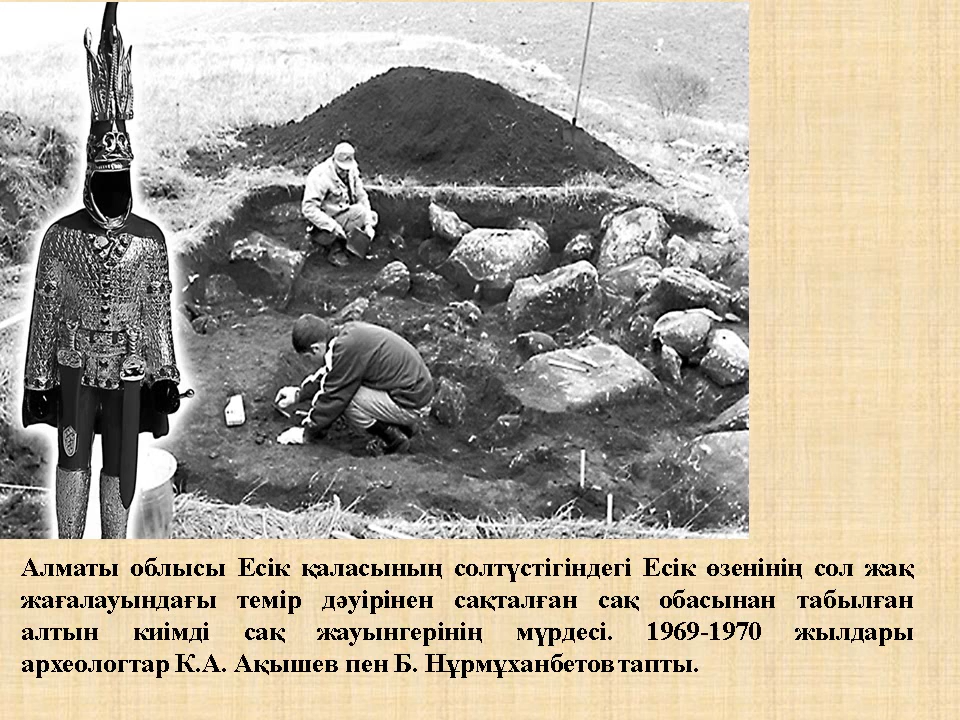 Алматы облысы Есік қаласының солтүстігіндегі Есік өзенінің сол жақ
жағалауындағы темір дәуірінен сақталған сақ обасынан табылған
алтын киімді сақ жауынгерінің мүрдесі. 1969-1970 жылдары
археологтар К.А. Ақышев пен Б. Нұрмұханбетов тапты.